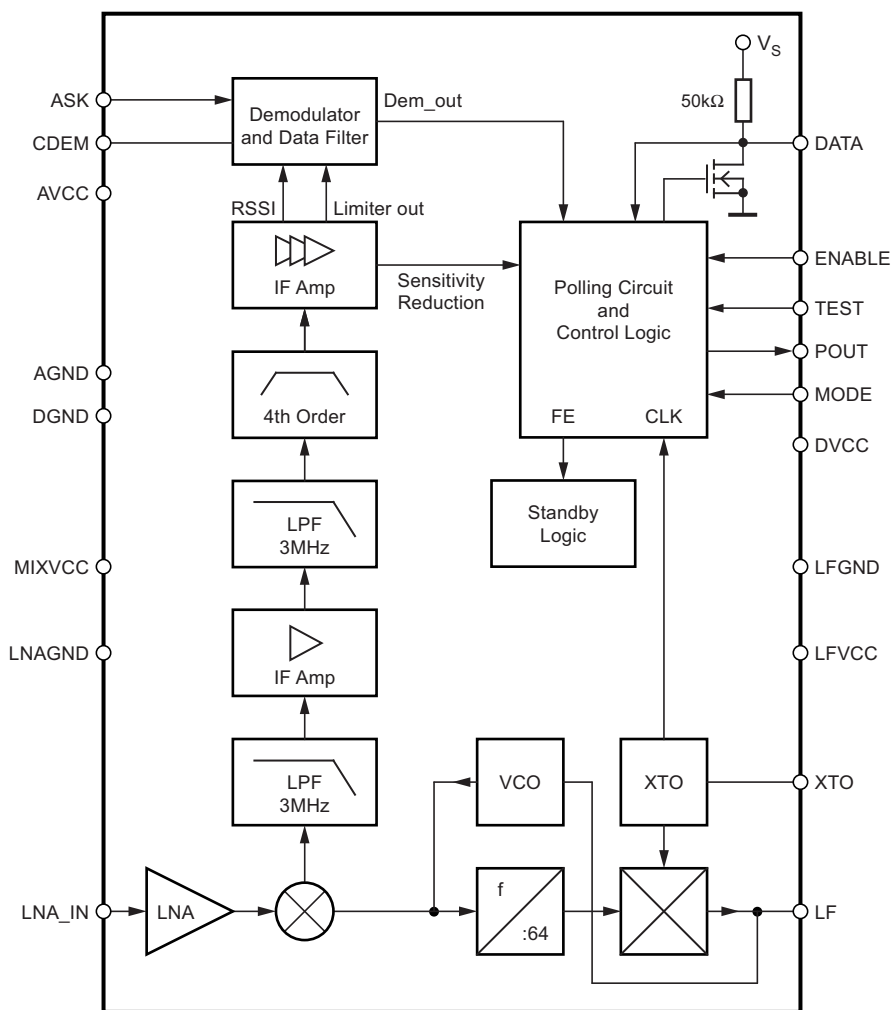 V_S
50kΩ
ASK
Demodulator
and Data Filter
Dem_out
CDEM
DATA
AVCC
RSSI
Limiter out
IF Amp
Sensitivity
Reduction
Polling Circuit
and
Control Logic
ENABLE
TEST
POUT
MODE
AGND
4th Order
DGND
FE
CLK
DVCC
LPF
3MHz
Standby
Logic
MIXVCC
LFGND
IF Amp
LNAGND
LFVCC
LPF
3MHz
VCO
XTO
XTO
LNA_IN
LNA
f
:64
LF